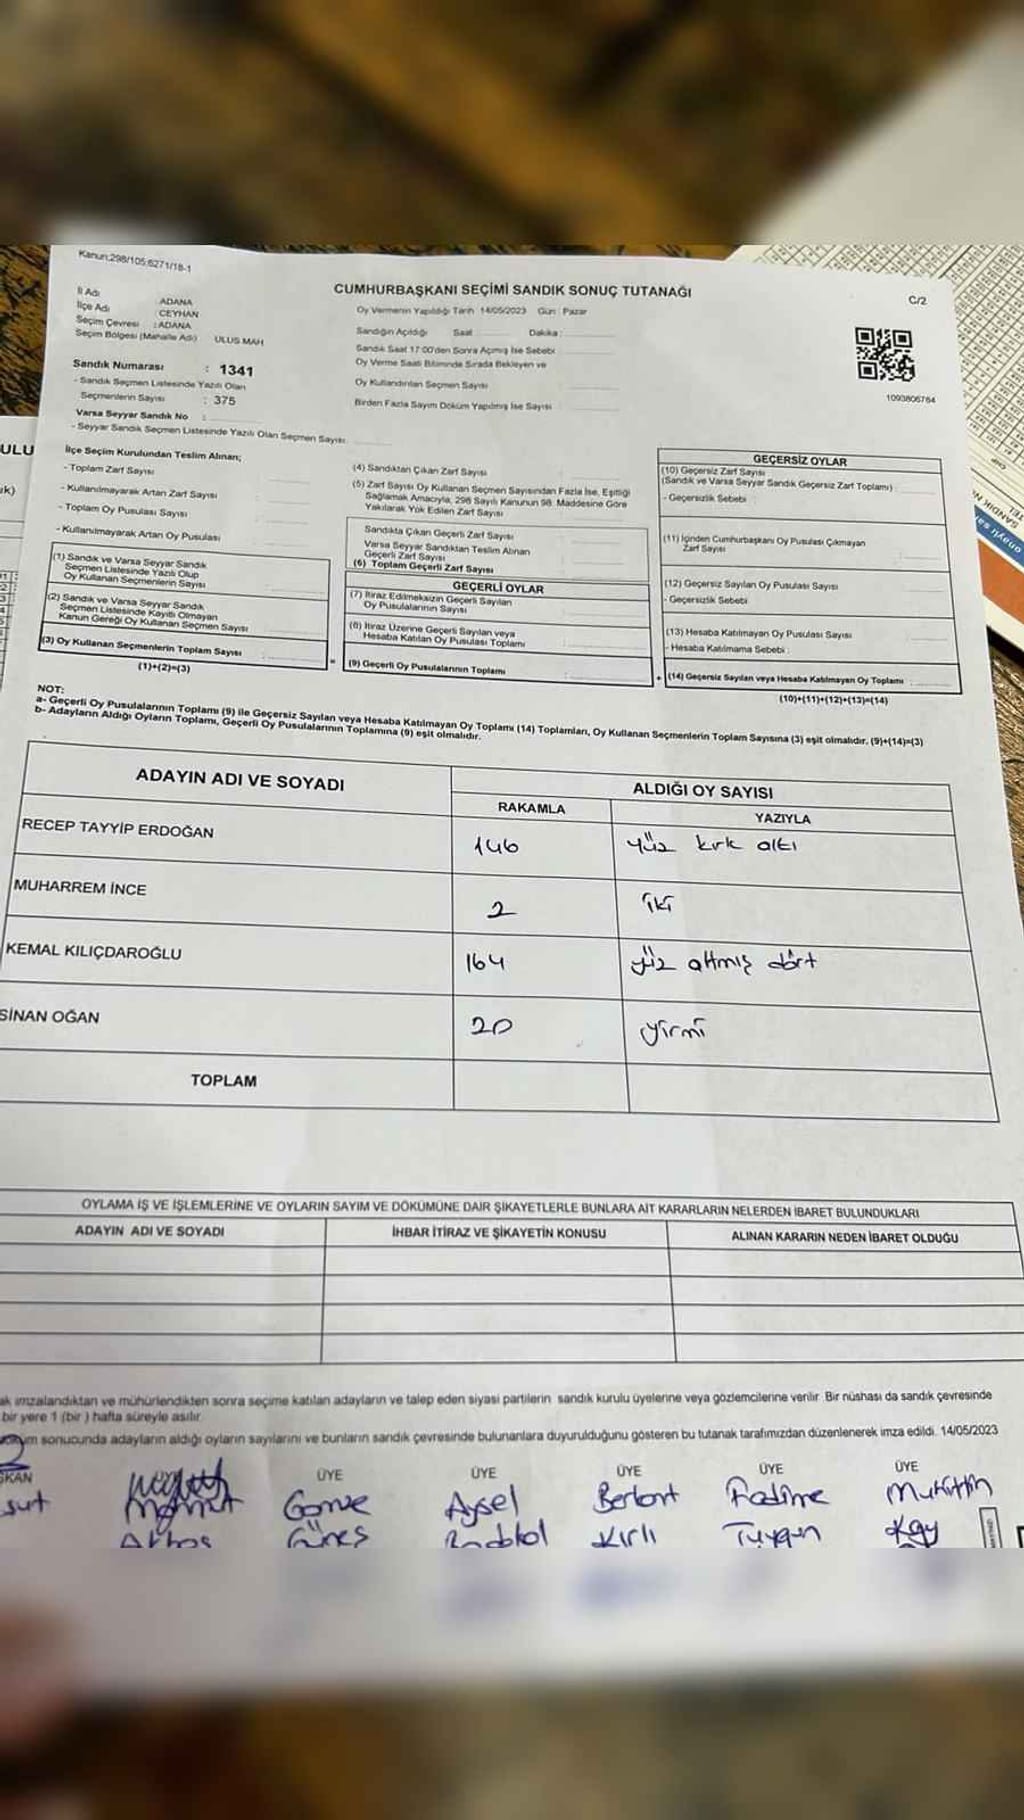 Kanun:298/105;6271/18-1
CUMHURBAŞKANI SEÇİMİ SANDIK SONUÇ TUTANAĞI
C/2
İl Adı : ADANA
İlçe Adı : CEYHAN
Seçim Çevresi : ADANA
Seçim Bölgesi (Mahalle Adı) ULUS MAH
Sandık Numarası : 1341
- Sandık Seçmen Listesinde Yazılı Olan
Seçmenlerin Sayısı : 375
Varsa Seyyar Sandık No :
- Seyyar Sandık Seçmen Listesinde Yazılı Olan Seçmen Sayısı:
Oy Vermenin Yapıldığı Tarih 14/05/2023 Gün : Pazar
Sandığın Açıldığı Saat Dakika :
Sandık Saat 17:00'den Sonra Açılmış İse Sebebi
Oy Verme Saati Bitiminde Sırada Bekleyen ve
Oy Kullandırılan Seçmen Sayısı
Birden Fazla Sayım Döküm Yapılmış İse Sayısı
1093806764
İlçe Seçim Kurulundan Teslim Alınan;
- Toplam Zarf Sayısı
- Kullanılmayarak Artan Zarf Sayısı
- Toplam Oy Pusulası Sayısı
- Kullanılmayarak Artan Oy Pusulası
(1) Sandık ve Varsa Seyyar Sandık
Seçmen Listesinde Yazılı Olup
Oy Kullanan Seçmenlerin Sayısı
(2) Sandık ve Varsa Seyyar Sandık
Seçmen Listesinde Kayıtlı Olmayan
Kanun Gereği Oy Kullanan Seçmen Sayısı
(3) Oy Kullanan Seçmenlerin Toplam Sayısı :
(1)+(2)=(3)
(4) Sandıktan Çıkan Zarf Sayısı
(5) Zarf Sayısı Oy Kullanan Seçmen Sayısından Fazla İse, Eşitliği
Sağlamak Amacıyla, 298 Sayılı Kanunun 98. Maddesine Göre
Yakılarak Yok Edilen Zarf Sayısı
Sandıkta Çıkan Geçerli Zarf Sayısı
Varsa Seyyar Sandıktan Teslim Alınan
Geçerli Zarf Sayısı
(6) Toplam Geçerli Zarf Sayısı
GEÇERLİ OYLAR
(7) İtiraz Edilmeksizin Geçerli Sayılan
Oy Pusulalarının Sayısı
(8) İtiraz Üzerine Geçerli Sayılan veya
Hesaba Katılan Oy Pusulası Toplamı
= (9) Geçerli Oy Pusulalarının Toplamı :
GEÇERSİZ OYLAR
(10) Geçersiz Zarf Sayısı
(Sandık ve Varsa Seyyar Sandık Geçersiz Zarf Toplamı)
- Geçersizlik Sebebi :
(11) İçinden Cumhurbaşkanı Oy Pusulası Çıkmayan
Zarf Sayısı
(12) Geçersiz Sayılan Oy Pusulası Sayısı
- Geçersizlik Sebebi
(13) Hesaba Katılmayan Oy Pusulası Sayısı
- Hesaba Katılmama Sebebi :
+ (14) Geçersiz Sayılan veya Hesaba Katılmayan Oy Toplamı :
(10)+(11)+(12)+(13)=(14)
NOT:
a- Geçerli Oy Pusulalarının Toplamı (9) ile Geçersiz Sayılan veya Hesaba Katılmayan Oy Toplamı (14) Toplamları, Oy Kullanan Seçmenlerin Toplam Sayısına (3) eşit olmalıdır. (9)+(14)=(3)
b- Adayların Aldığı Oyların Toplamı, Geçerli Oy Pusulalarının Toplamına (9) eşit olmalıdır.
ADAYIN ADI VE SOYADI
ALDIĞI OY SAYISI
RAKAMLA YAZIYLA
RECEP TAYYİP ERDOĞAN 146 yüz kırk altı
MUHARREM İNCE 2 iki
KEMAL KILIÇDAROĞLU 164 yüz altmış dört
SİNAN OĞAN 20 yirmi
TOPLAM
OYLAMA İŞ VE İŞLEMLERİNE VE OYLARIN SAYIM VE DÖKÜMÜNE DAİR ŞİKAYETLERLE BUNLARA AİT KARARLARIN NELERDEN İBARET BULUNDUKLARI
ADAYIN ADI VE SOYADI İHBAR İTİRAZ VE ŞİKAYETİN KONUSU ALINAN KARARIN NEDEN İBARET OLDUĞU
ak imzalandıktan ve mühürlendikten sonra seçime katılan adayların ve talep eden siyasi partilerin sandık kurulu üyelerine veya gözlemcilerine verilir. Bir nüshası da sandık çevresinde
bir yere 1 (bir ) hafta süreyle asılır.
sonucunda adayların aldığı oyların sayılarını ve bunların sandık çevresinde bulunanlara duyurulduğunu gösteren bu tutanak tarafımızdan düzenlenerek imza edildi. 14/05/2023
ŞKAN ÜYE ÜYE ÜYE ÜYE ÜYE
Gamze Aysel Berkant Fadime Muhittin
Güneş Kırlı Tuygun